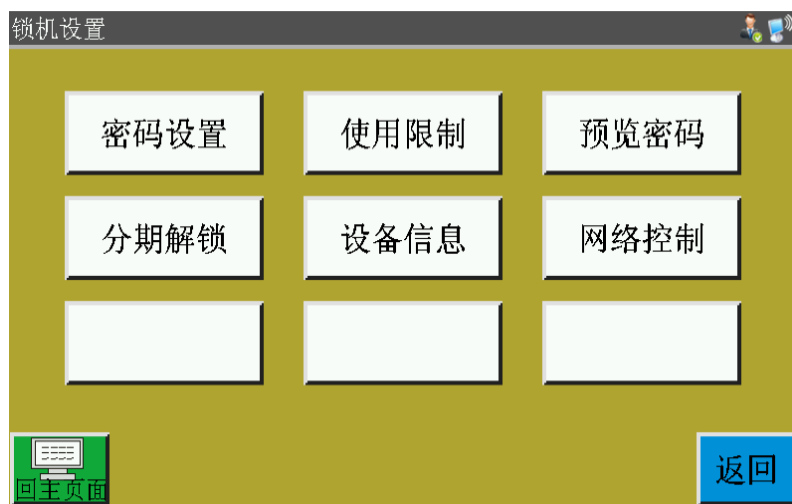 锁机设置
密码设置
使用限制
预览密码
分期解锁
设备信息
网络控制
回主页面
返回